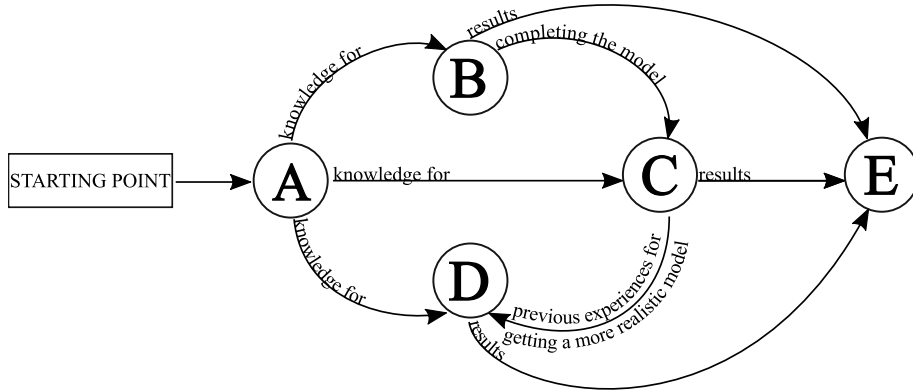 results
completing the model
knowledge for
B
STARTING POINT
A
knowledge for
C
results
E
knowledge for
D
previous experiences for
getting a more realistic model
results